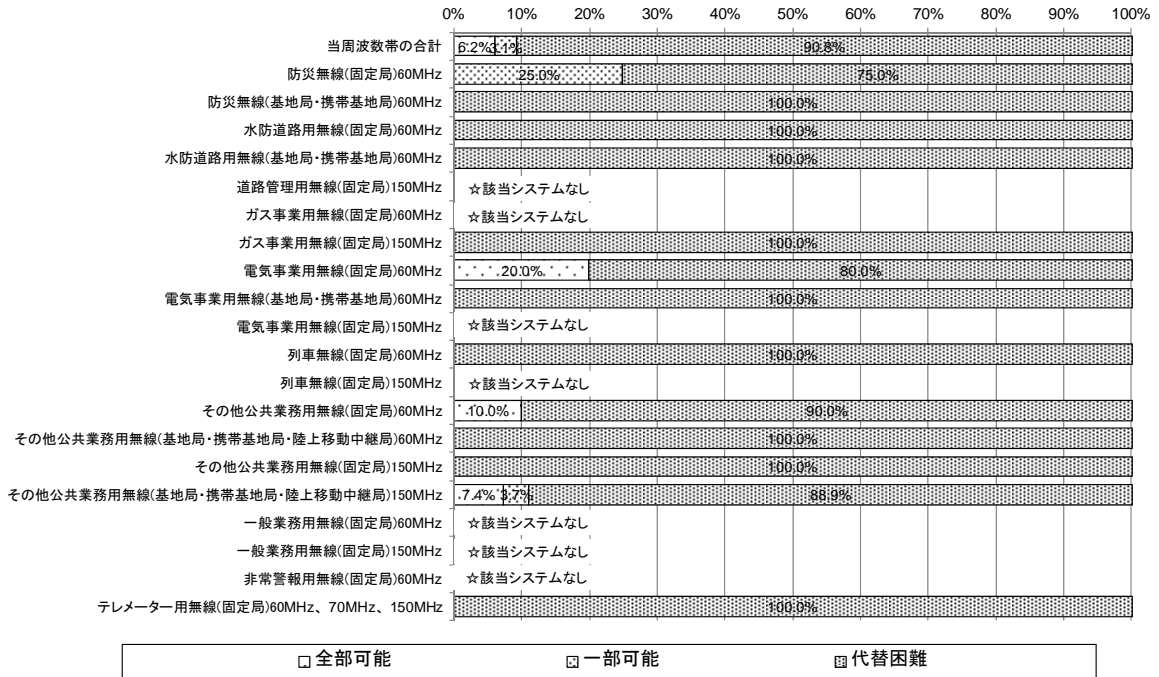 0% 10% 20% 30% 40% 50% 60% 70% 80% 90% 100%
当周波数帯の合計 6.2% 3.1% 90.8%
防災無線(固定局)60MHz 25.0% 75.0%
防災無線(基地局・携帯基地局)60MHz 100.0%
水防道路用無線(固定局)60MHz 100.0%
水防道路用無線(基地局・携帯基地局)60MHz 100.0%
道路管理用無線(固定局)150MHz ☆該当システムなし
ガス事業用無線(固定局)60MHz ☆該当システムなし
ガス事業用無線(固定局)150MHz 100.0%
電気事業用無線(固定局)60MHz 20.0% 80.0%
電気事業用無線(基地局・携帯基地局)60MHz 100.0%
電気事業用無線(固定局)150MHz ☆該当システムなし
列車無線(固定局)60MHz 100.0%
列車無線(固定局)150MHz ☆該当システムなし
その他公共業務用無線(固定局)60MHz 10.0% 90.0%
その他公共業務用無線(基地局・携帯基地局・陸上移動中継局)60MHz 100.0%
その他公共業務用無線(固定局)150MHz 100.0%
その他公共業務用無線(基地局・携帯基地局・陸上移動中継局)150MHz 7.4% 3.7% 88.9%
一般業務用無線(固定局)60MHz ☆該当システムなし
一般業務用無線(固定局)150MHz ☆該当システムなし
非常警報用無線(固定局)60MHz ☆該当システムなし
テレメーター用無線(固定局)60MHz、70MHz、150MHz 100.0%
全部可能 一部可能 代替困難